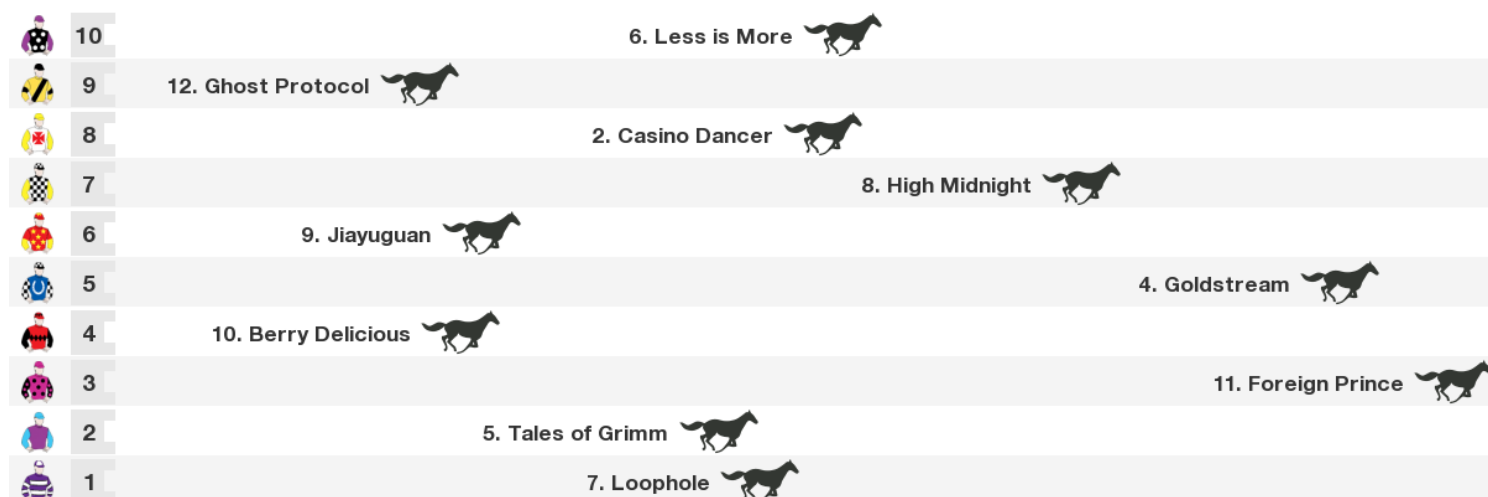 10 6. Less is More
9 12. Ghost Protocol
8 2. Casino Dancer
7 8. High Midnight
6 9. Jiayuguan
5 4. Goldstream
4 10. Berry Delicious
3 11. Foreign Prince
2 5. Tales of Grimm
1 7. Loophole